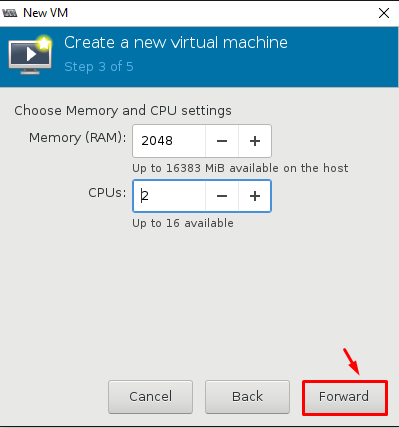 New VM
Create a new virtual machine
Step 3 of 5
Choose Memory and CPU settings
Memory (RAM): 2048 − +
Up to 16383 MiB available on the host
CPUs: 2 − +
Up to 16 available
Cancel Back Forward